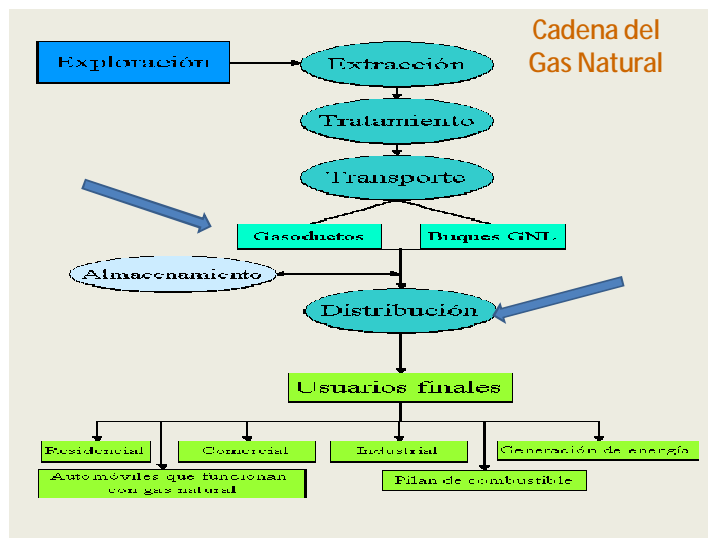 Cadena del
Gas Natural
Exploración
Extracción
Tratamiento
Transporte
Gasoductos
Buques GNL
Almacenamiento
Distribución
Usuarios finales
Residencial
Comercial
Industrial
Generación de energía
Automóviles que funcionan
con gas natural
Pilan de combustible